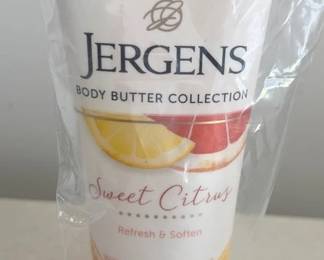 JERGENS
BODY BUTTER COLLECTION
Sweet Citrus
Refresh & Soften